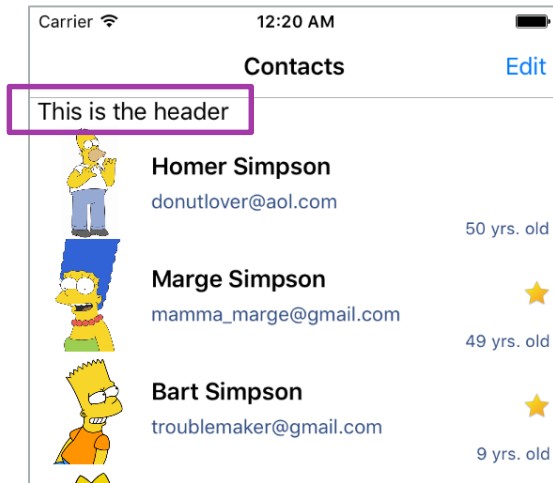 Carrier 12:20 AM
Contacts Edit
This is the header
Homer Simpson
donutlover@aol.com
50 yrs. old
Marge Simpson
mamma_marge@gmail.com
49 yrs. old
Bart Simpson
troublemaker@gmail.com
9 yrs. old